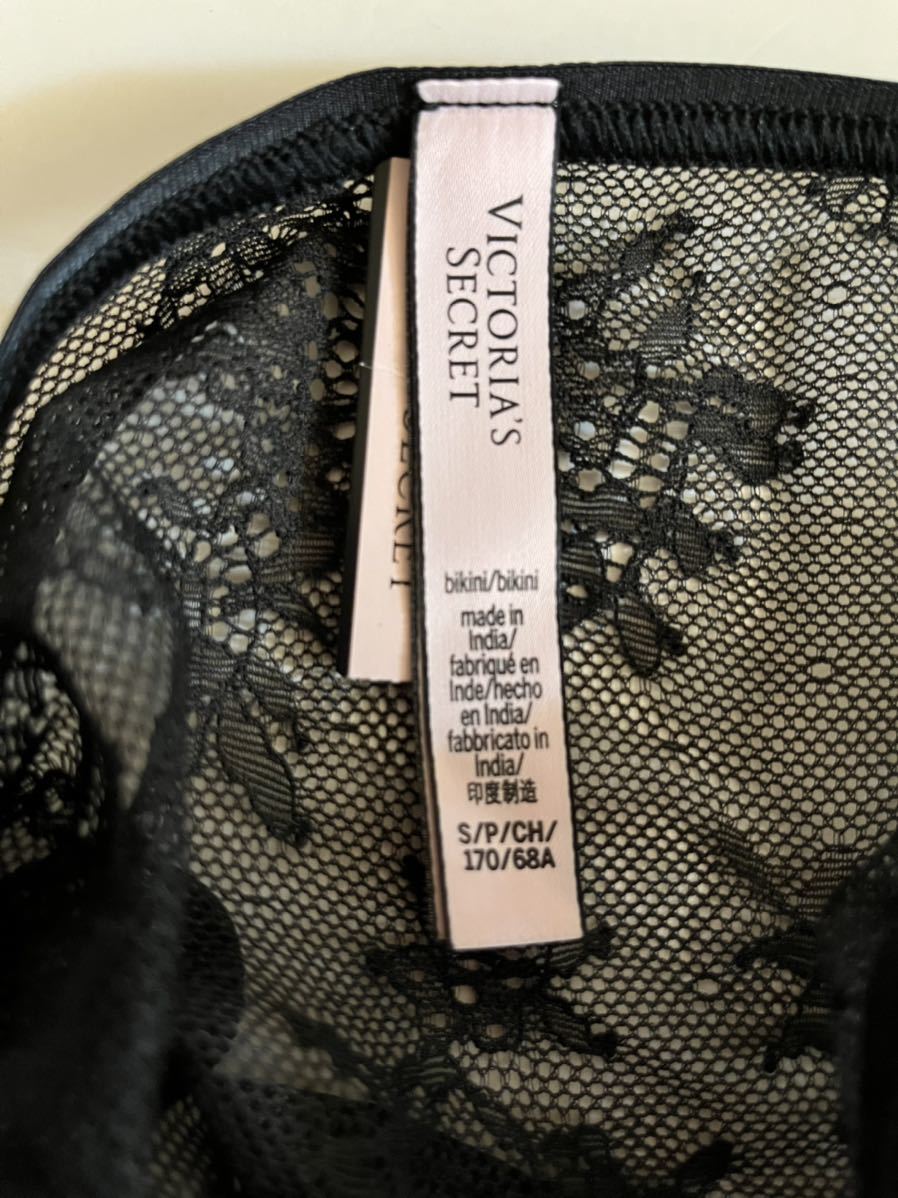 VICTORIA'S
SECRET
bikini/bikini
made in
India/
fabriqué en
Inde/hecho
en India/
fabbricato in
India/
印度制造
S/P/CH/
170/68A
SECRET